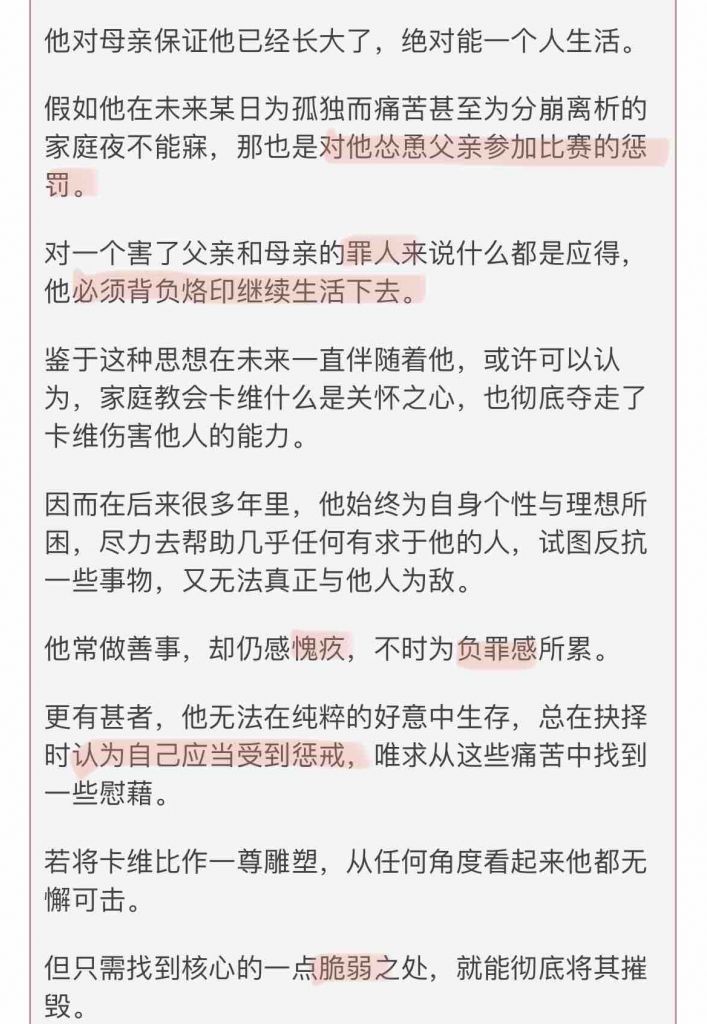 他对母亲保证他已经长大了，绝对能一个人生活。
假如他在未来某日为孤独而痛苦甚至为分崩离析的
家庭夜不能寐，那也是对他怂恿父亲参加比赛的惩
罚。
对一个害了父亲和母亲的罪人来说什么都是应得，
他必须背负烙印继续生活下去。
鉴于这种思想在未来一直伴随着他，或许可以认
为，家庭教会卡维什么是关怀之心，也彻底夺走了
卡维伤害他人的能力。
因而在后来很多年里，他始终为自身个性与理想所
困，尽力去帮助几乎任何有求于他的人，试图反抗
一些事物，又无法真正与他人为敌。
他常做善事，却仍感愧疚，不时为负罪感所累。
更有甚者，他无法在纯粹的好意中生存，总在抉择
时认为自己应当受到惩戒，唯求从这些痛苦中找到
一些慰藉。
若将卡维比作一尊雕塑，从任何角度看起来他都无
懈可击。
但只需找到核心的一点脆弱之处，就能彻底将其摧
毁。